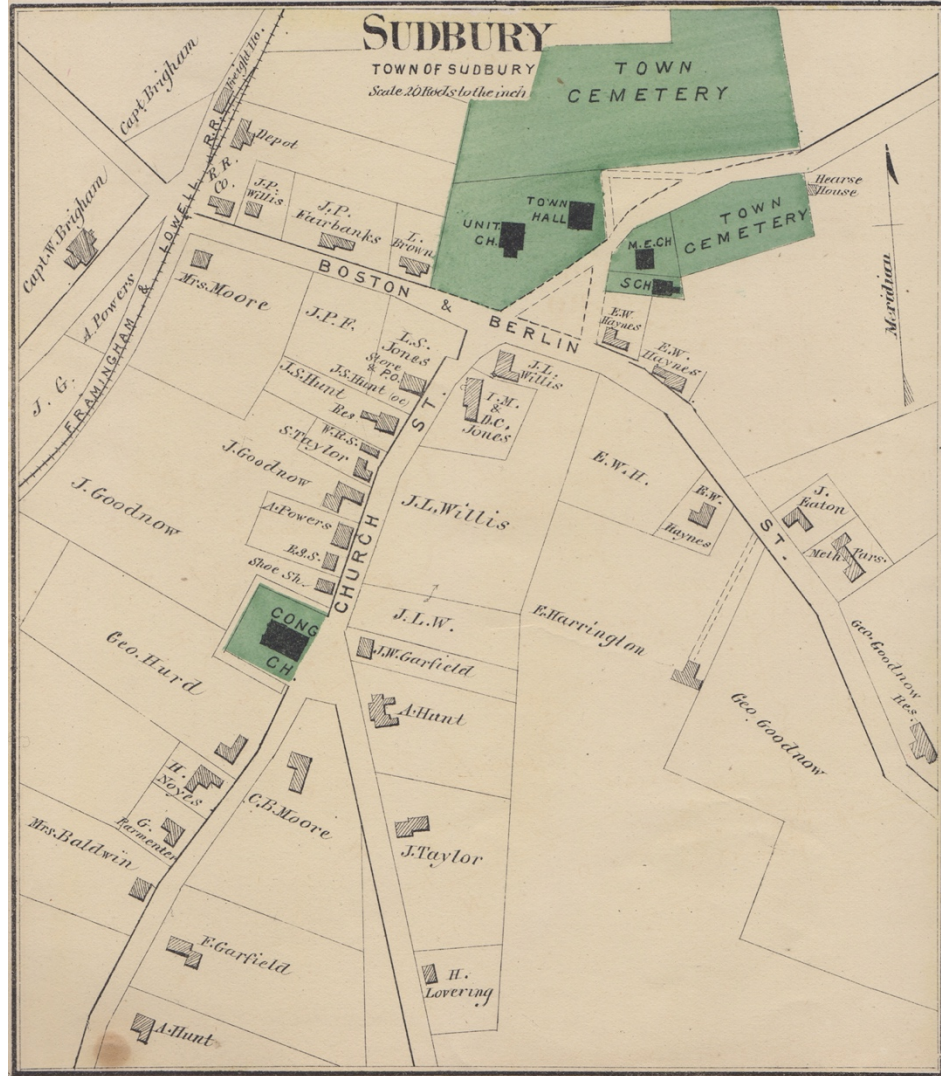 SUDBURY
TOWN OF SUDBURY
Scale 20 Rods to the inch
TOWN
CEMETERY
Capt. Brigham
Freight Ho.
Depot
R.R.
Co.
J.P.
Willis
J.P.
Fairbanks
L.
Brown
UNIT.
CH.
TOWN
HALL
Hearse
House
TOWN
CEMETERY
M.E.CH
SCH
Meridian
Capt. W. Brigham
A. Powers
J. G.
FRAMINGHAM & LOWELL R.R.
Mrs. Moore
BOSTON & BERLIN ST.
J.P.F.
L.S.
Jones
Store
& P.O.
E.W.
Haynes
E.W.
Haynes
J.L.
Willis
I.M.
&
D.C.
Jones
J.S. Hunt
J.S. Hunt
Res.
W.R.S.
S. Taylor
J. Goodnow
J. Goodnow
A. Powers
B.S.S.
Shoe Sh.
CHURCH ST.
J.L. Willis
E.W.H.
E.W.
Haynes
J.
Eaton
Meth. Pars.
CONG
CH
J.L.W.
J.W. Garfield
E. Harrington
Geo. Goodnow
Res.
Geo. Hurd
A. Hunt
Geo. Goodnow
H.
Noyes
G.
Parmenter
C.B. Moore
J. Taylor
Mrs. Baldwin
F. Garfield
H.
Lovering
A. Hunt